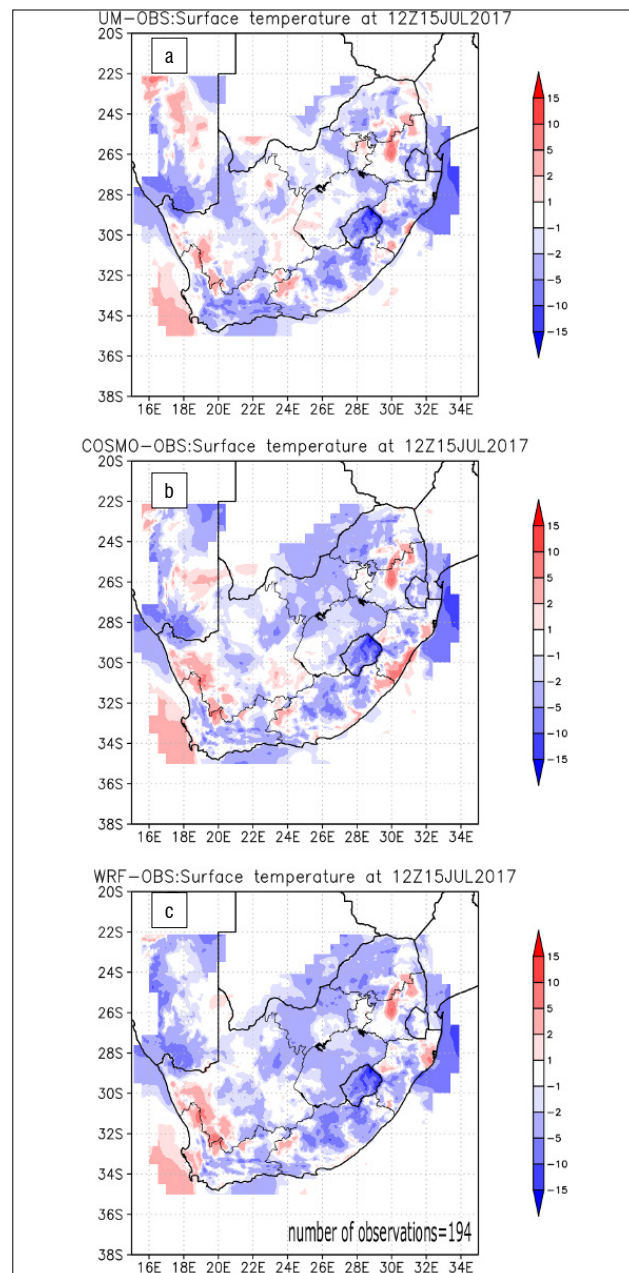 UM-OBS:Surface temperature at 12Z15JUL2017
a
20S
22S
24S
26S
28S
30S
32S
34S
36S
38S
16E 18E 20E 22E 24E 26E 28E 30E 32E 34E
15
10
5
2
1
-1
-2
-5
-10
-15
COSMO-OBS:Surface temperature at 12Z15JUL2017
b
20S
22S
24S
26S
28S
30S
32S
34S
36S
38S
16E 18E 20E 22E 24E 26E 28E 30E 32E 34E
15
10
5
2
1
-1
-2
-5
-10
-15
WRF-OBS:Surface temperature at 12Z15JUL2017
c
20S
22S
24S
26S
28S
30S
32S
34S
36S
38S
number of observations=194
16E 18E 20E 22E 24E 26E 28E 30E 32E 34E
15
10
5
2
1
-1
-2
-5
-10
-15